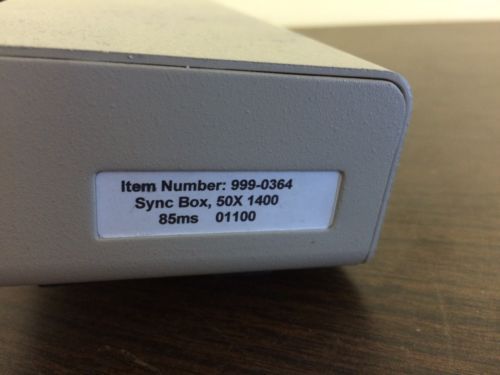 Item Number: 999-0364
Sync Box, 50X 1400
85ms 01100